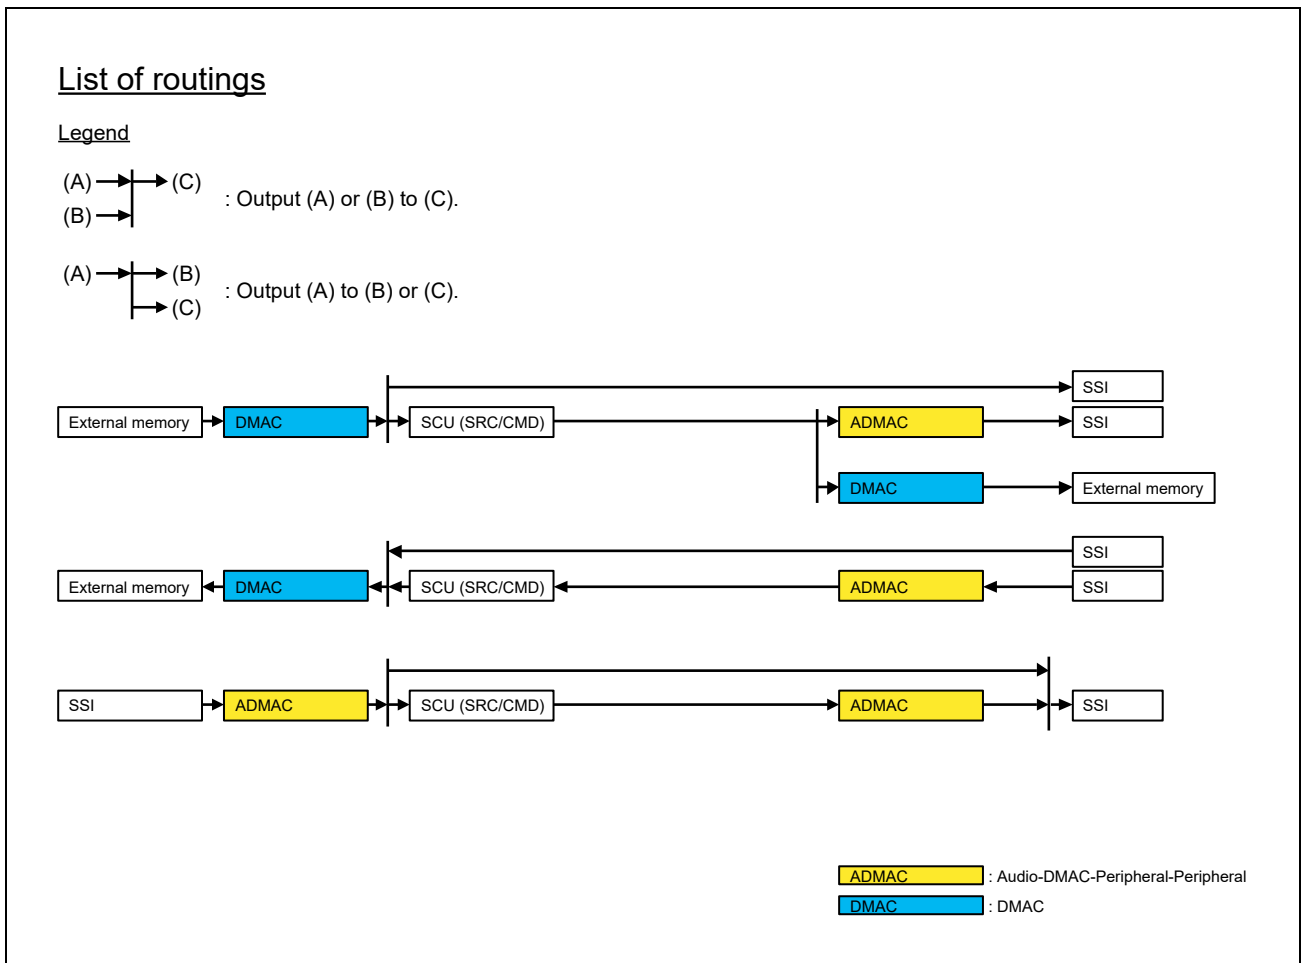 List of routings
Legend
(A) (C)
(B)
: Output (A) or (B) to (C).
(A) (B)
(C)
: Output (A) to (B) or (C).
SSI
External memory DMAC SCU (SRC/CMD) ADMAC SSI
DMAC External memory
SSI
External memory DMAC SCU (SRC/CMD) ADMAC SSI
SSI ADMAC SCU (SRC/CMD) ADMAC SSI
ADMAC : Audio-DMAC-Peripheral-Peripheral
DMAC : DMAC